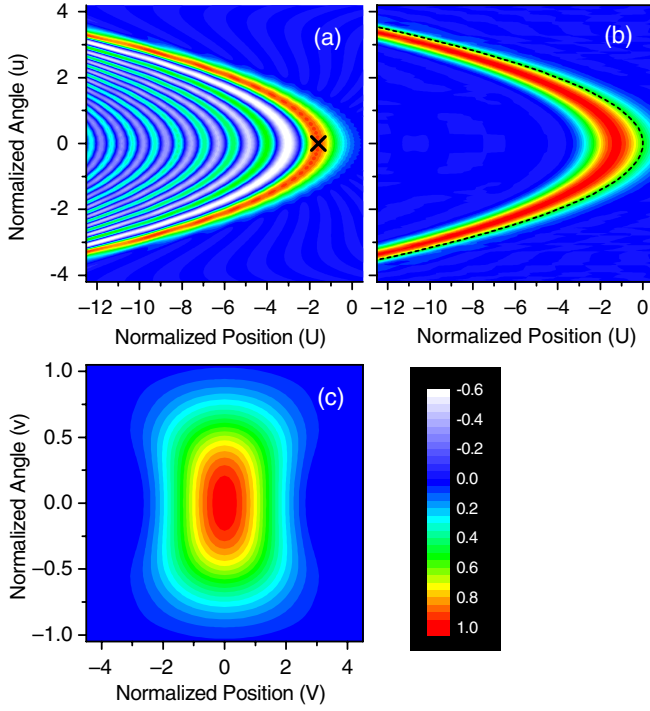 (a)
(b)
Normalized Angle (u)
4
2
0
−2
−4
−12 −10 −8 −6 −4 −2 0
−12 −10 −8 −6 −4 −2 0
Normalized Position (U)
Normalized Position (U)
(c)
Normalized Angle (v)
1.0
0.5
0.0
−0.5
−1.0
−4 −2 0 2 4
Normalized Position (V)
-0.6
-0.4
-0.2
0.0
0.2
0.4
0.6
0.8
1.0